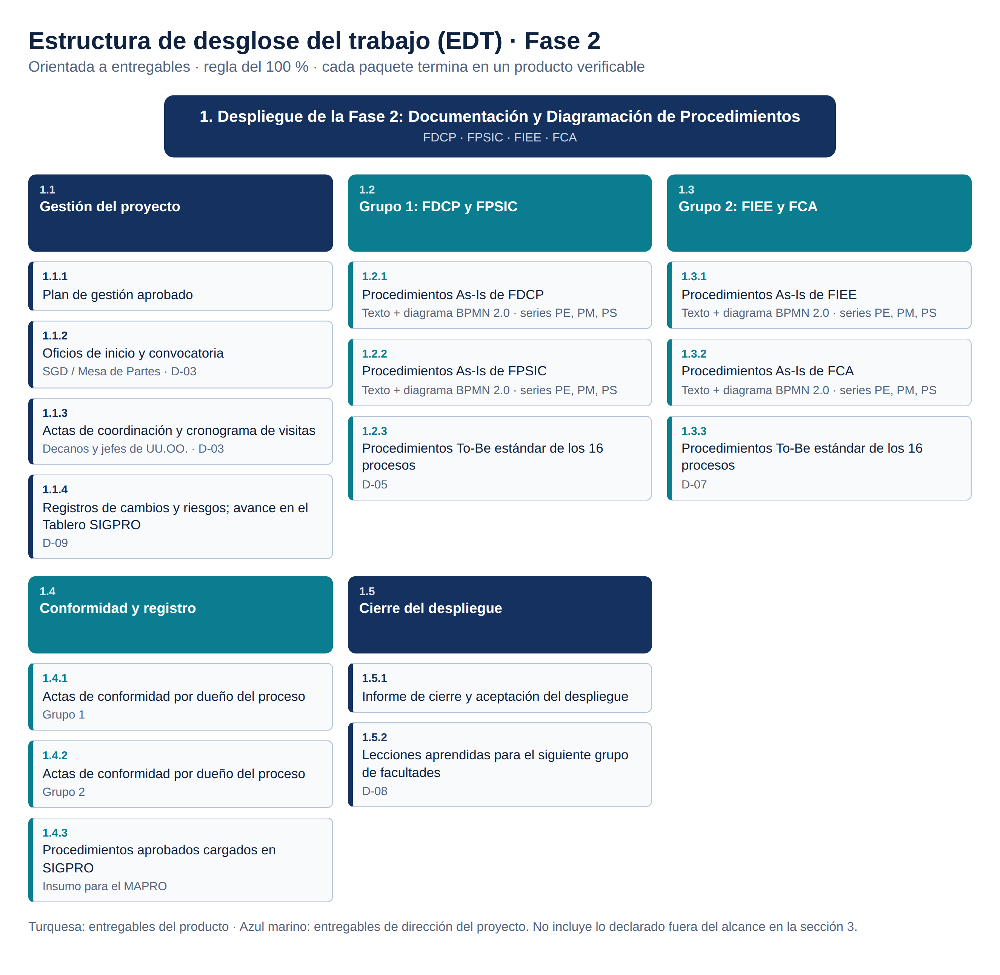 Estructura de desglose del trabajo (EDT) · Fase 2
Orientada a entregables · regla del 100 % · cada paquete termina en un producto verificable
1. Despliegue de la Fase 2: Documentación y Diagramación de Procedimientos
FDCP · FPSIC · FIEE · FCA
1.1
Gestión del proyecto
1.1.1
Plan de gestión aprobado
1.1.2
Oficios de inicio y convocatoria
SGD / Mesa de Partes · D-03
1.1.3
Actas de coordinación y cronograma de visitas
Decanos y jefes de UU.OO. · D-03
1.1.4
Registros de cambios y riesgos; avance en el
Tablero SIGPRO
D-09
1.2
Grupo 1: FDCP y FPSIC
1.2.1
Procedimientos As-Is de FDCP
Texto + diagrama BPMN 2.0 · series PE, PM, PS
1.2.2
Procedimientos As-Is de FPSIC
Texto + diagrama BPMN 2.0 · series PE, PM, PS
1.2.3
Procedimientos To-Be estándar de los 16
procesos
D-05
1.3
Grupo 2: FIEE y FCA
1.3.1
Procedimientos As-Is de FIEE
Texto + diagrama BPMN 2.0 · series PE, PM, PS
1.3.2
Procedimientos As-Is de FCA
Texto + diagrama BPMN 2.0 · series PE, PM, PS
1.3.3
Procedimientos To-Be estándar de los 16
procesos
D-07
1.4
Conformidad y registro
1.4.1
Actas de conformidad por dueño del proceso
Grupo 1
1.4.2
Actas de conformidad por dueño del proceso
Grupo 2
1.4.3
Procedimientos aprobados cargados en
SIGPRO
Insumo para el MAPRO
1.5
Cierre del despliegue
1.5.1
Informe de cierre y aceptación del despliegue
1.5.2
Lecciones aprendidas para el siguiente grupo
de facultades
D-08
Turquesa: entregables del producto · Azul marino: entregables de dirección del proyecto. No incluye lo declarado fuera del alcance en la sección 3.